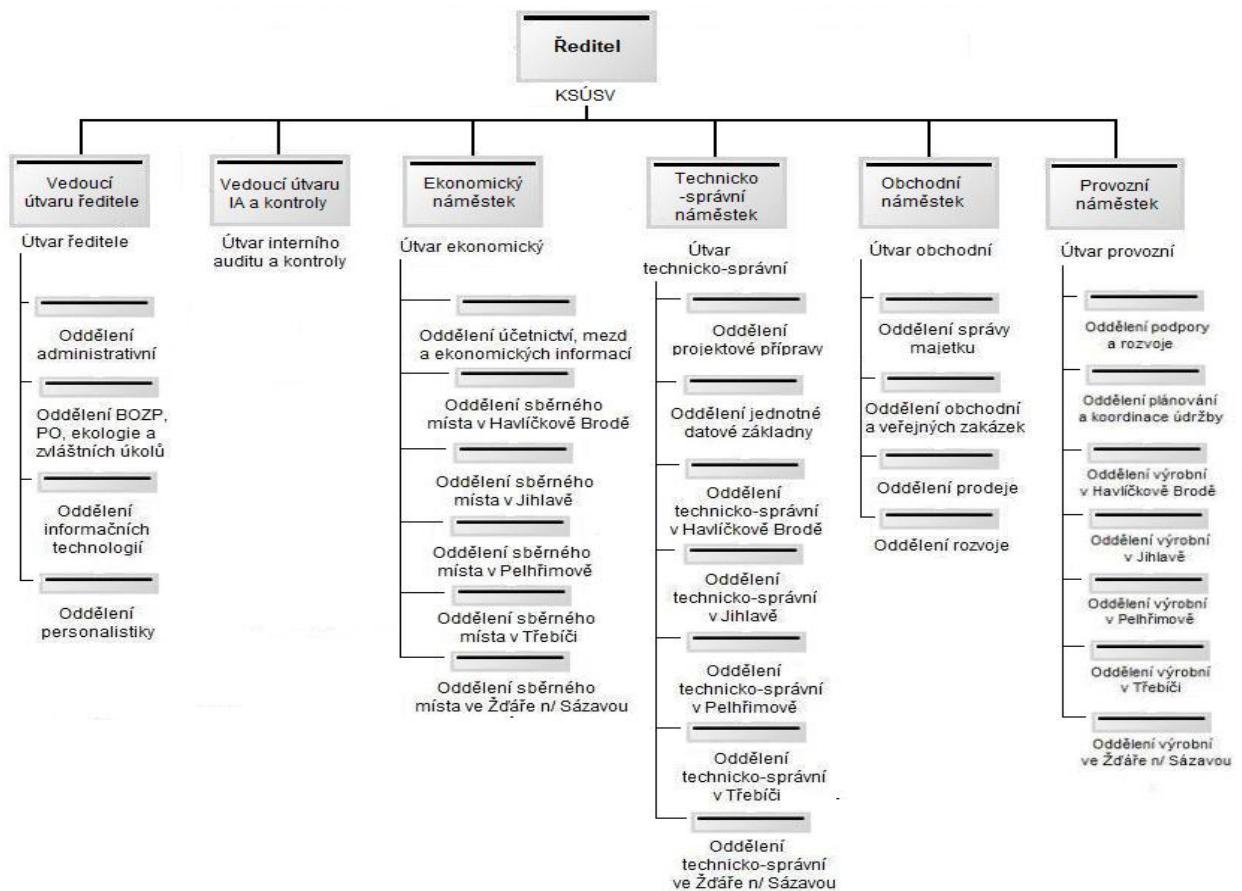 Ředitel
KSÚSV
Vedoucí
útvaru ředitele
Útvar ředitele
Oddělení
administrativní
Oddělení BOZP,
PO, ekologie a
zvláštních úkolů
Oddělení
informačních
technologií
Oddělení
personalistiky
Vedoucí útvaru
IA a kontroly
Útvar interního
auditu a kontroly
Ekonomický
náměstek
Útvar ekonomický
Oddělení účetnictví, mezd
a ekonomických informací
Oddělení sběrného
místa v Havlíčkově Brodě
Oddělení sběrného
místa v Jihlavě
Oddělení sběrného
místa v Pelhřimově
Oddělení sběrného
místa v Třebíči
Oddělení sběrného
místa ve Žďáře n/ Sázavou
Technicko
-správní
náměstek
Útvar
technicko-správní
Oddělení
projektové přípravy
Oddělení jednotné
datové základny
Oddělení
technicko-správní
v Havlíčkově Brodě
Oddělení
technicko-správní
v Jihlavě
Oddělení
technicko-správní
v Pelhřimově
Oddělení
technicko-správní
v Třebíči
Oddělení
technicko-správní
ve Žďáře n/ Sázavou
Obchodní
náměstek
Útvar obchodní
Oddělení správy
majetku
Oddělení obchodní
a veřejných zakázek
Oddělení prodeje
Oddělení rozvoje
Provozní
náměstek
Útvar provozní
Oddělení podpory
a rozvoje
Oddělení plánování
a koordinace údržby
Oddělení výrobní
v Havlíčkově Brodě
Oddělení výrobní
v Jihlavě
Oddělení výrobní
v Pelhřimově
Oddělení výrobní
v Třebíči
Oddělení výrobní
ve Žďáře n/ Sázavou